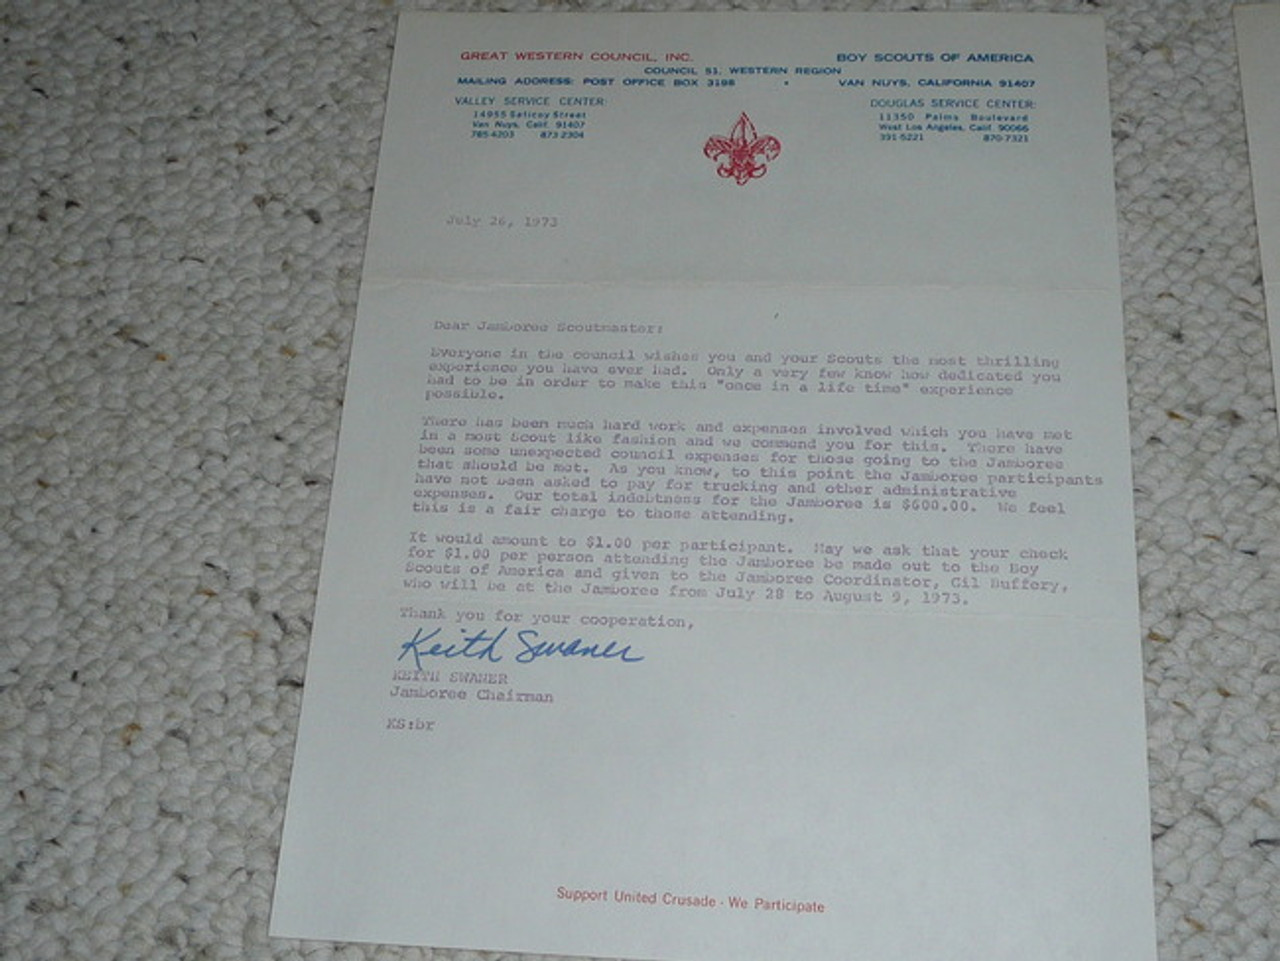 GREAT WESTERN COUNCIL, INC. BOY SCOUTS OF AMERICA
COUNCIL 51, WESTERN REGION
MAILING ADDRESS: POST OFFICE BOX 3198 • VAN NUYS, CALIFORNIA 91407
VALLEY SERVICE CENTER: DOUGLAS SERVICE CENTER:
14955 Saticoy Street 11350 Palms Boulevard
Van Nuys, Calif. 91407 West Los Angeles, Calif. 90066
785-4203 873-2304 391-5221 870-7321
July 26, 1973
Dear Jamboree Scoutmaster:
Everyone in the council wishes you and your Scouts the most thrilling
experience you have ever had. Only a very few know how dedicated you
had to be in order to make this "once in a life time" experience
possible.
There has been much hard work and expenses involved which you have met
in a most Scout like fashion and we commend you for this. There have
been some unexpected council expenses for those going to the Jamboree
that should be met. As you know, to this point the Jamboree participants
have not been asked to pay for trucking and other administrative
expenses. Our total indebtness for the Jamboree is $600.00. We feel
this is a fair charge to those attending.
It would amount to $1.00 per participant. May we ask that your check
for $1.00 per person attending the Jamboree be made out to the Boy
Scouts of America and given to the Jamboree Coordinator, Gil Buffery,
who will be at the Jamboree from July 28 to August 9, 1973.
Thank you for your cooperation,
Keith Swaner
KEITH SWANER
Jamboree Chairman
KS:br
Support United Crusade - We Participate